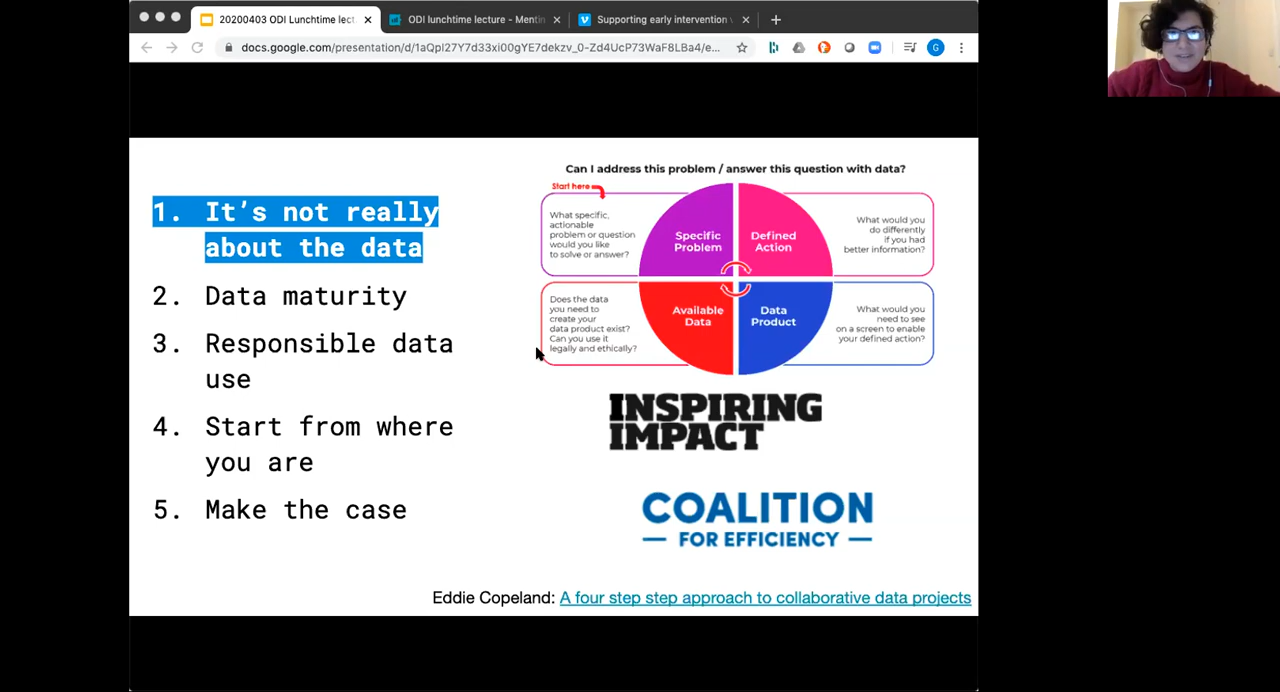 20200403 ODI Lunchtime lect
ODI lunchtime lecture - Mentin
Supporting early intervention
docs.google.com/presentation/d/1aQpI27Y7d33xi00gYE7dekzv_0-Zd4UcP73WaF8LBa4/e...
G
1. It's not really
about the data
2. Data maturity
3. Responsible data
use
4. Start from where
you are
5. Make the case
Can I address this problem / answer this question with data?
Start here
What specific,
actionable
problem or question
would you like
to solve or answer?
Specific
Problem
Defined
Action
What would you
do differently
if you had
better information?
Does the data
you need to
create your
data product exist?
Can you use it
legally and ethically?
Available
Data
Data
Product
What would you
need to see
on a screen to enable
your defined action?
INSPIRING
IMPACT
COALITION
— FOR EFFICIENCY —
Eddie Copeland: A four step step approach to collaborative data projects